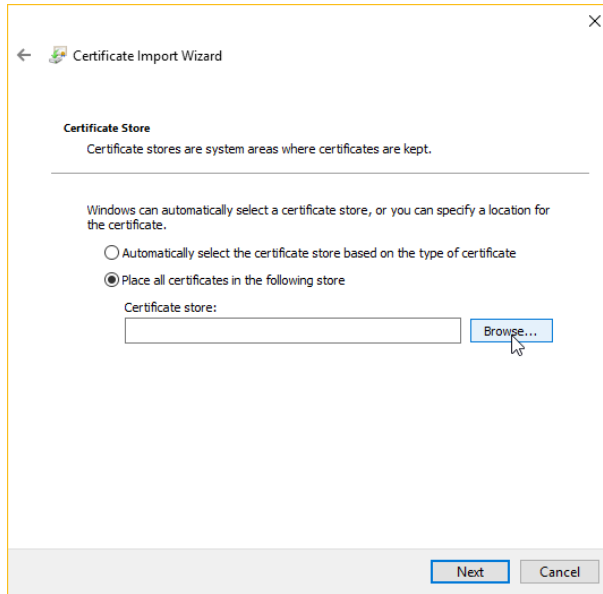 Certificate Import Wizard
Certificate Store
Certificate stores are system areas where certificates are kept.
Windows can automatically select a certificate store, or you can specify a location for
the certificate.
Automatically select the certificate store based on the type of certificate
Place all certificates in the following store
Certificate store:
Browse...
Next
Cancel